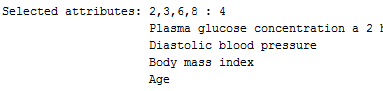 Selected attributes: 2,3,6,8 : 4
Plasma glucose concentration a 2
Diastolic blood pressure
Body mass index
Age